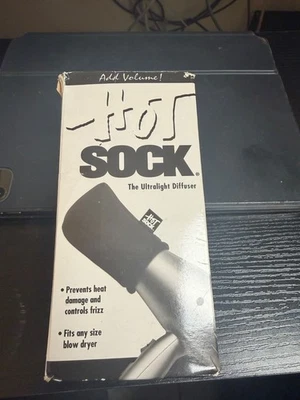 Add Volume!
HOT
SOCK®
The Ultralight Diffuser
HOT
SOCK
• Prevents heat
damage and
controls frizz
• Fits any size
blow dryer